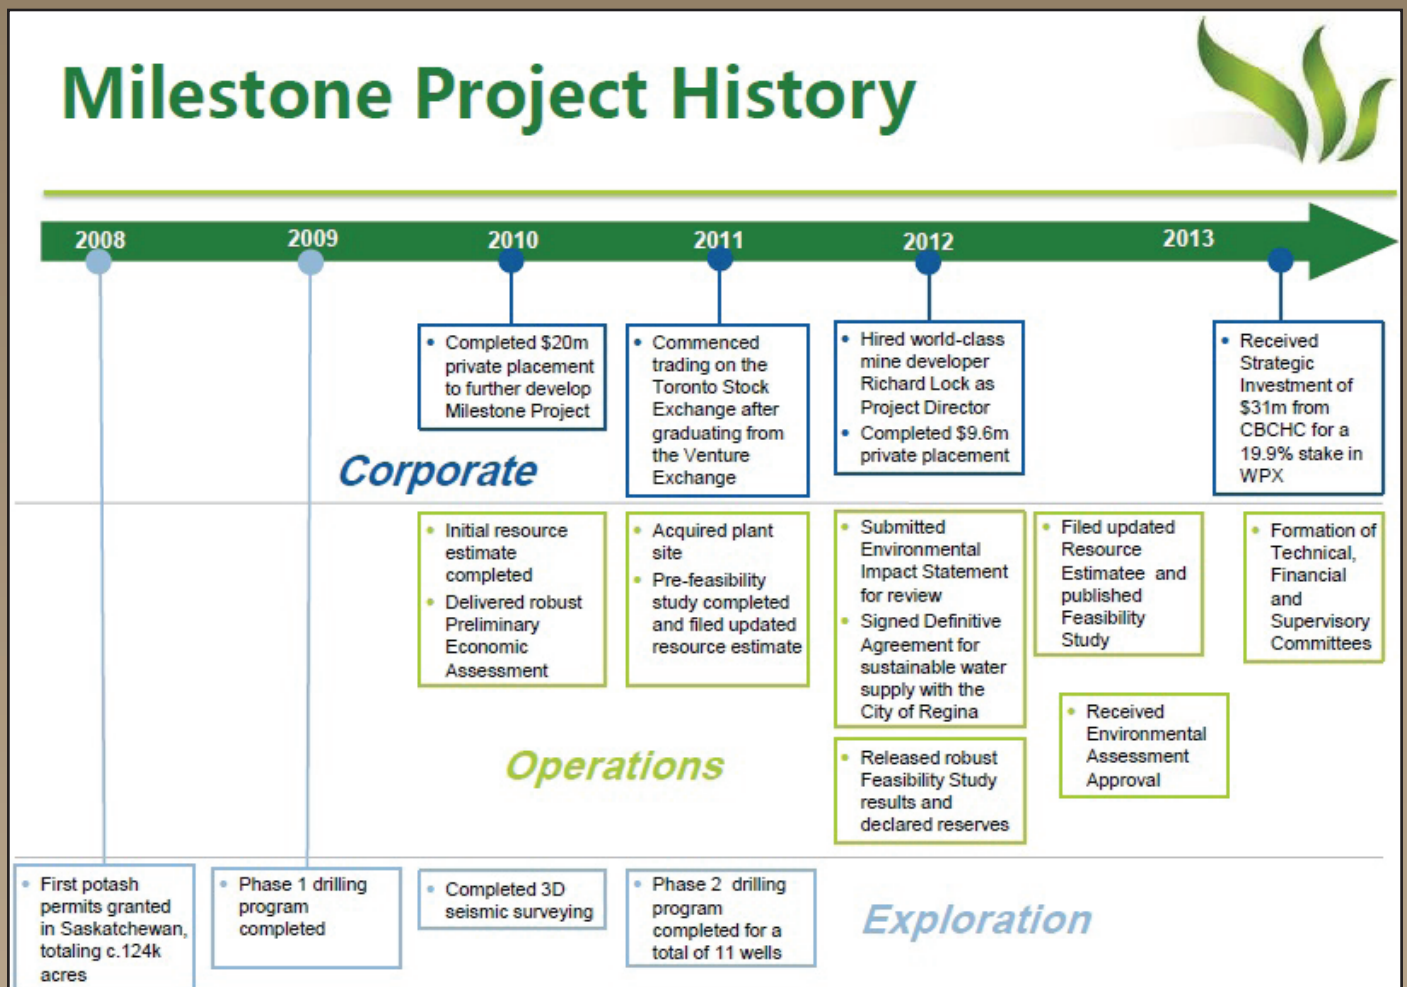 Milestone Project History
2008 2009 2010 2011 2012 2013
• Completed $20m
private placement
to further develop
Milestone Project
• Commenced
trading on the
Toronto Stock
Exchange after
graduating from
the Venture
Exchange
• Hired world-class
mine developer
Richard Lock as
Project Director
• Completed $9.6m
private placement
• Received
Strategic
Investment of
$31m from
CBCHC for a
19.9% stake in
WPX
Corporate
• Initial resource
estimate
completed
• Delivered robust
Preliminary
Economic
Assessment
• Acquired plant
site
• Pre-feasibility
study completed
and filed updated
resource estimate
• Submitted
Environmental
Impact Statement
for review
• Signed Definitive
Agreement for
sustainable water
supply with the
City of Regina
• Filed updated
Resource
Estimatee and
published
Feasibility
Study
• Formation of
Technical,
Financial
and
Supervisory
Committees
• Received
Environmental
Assessment
Approval
Operations
• Released robust
Feasibility Study
results and
declared reserves
• First potash
permits granted
in Saskatchewan,
totaling c.124k
acres
• Phase 1 drilling
program
completed
• Completed 3D
seismic surveying
• Phase 2 drilling
program
completed for a
total of 11 wells
Exploration